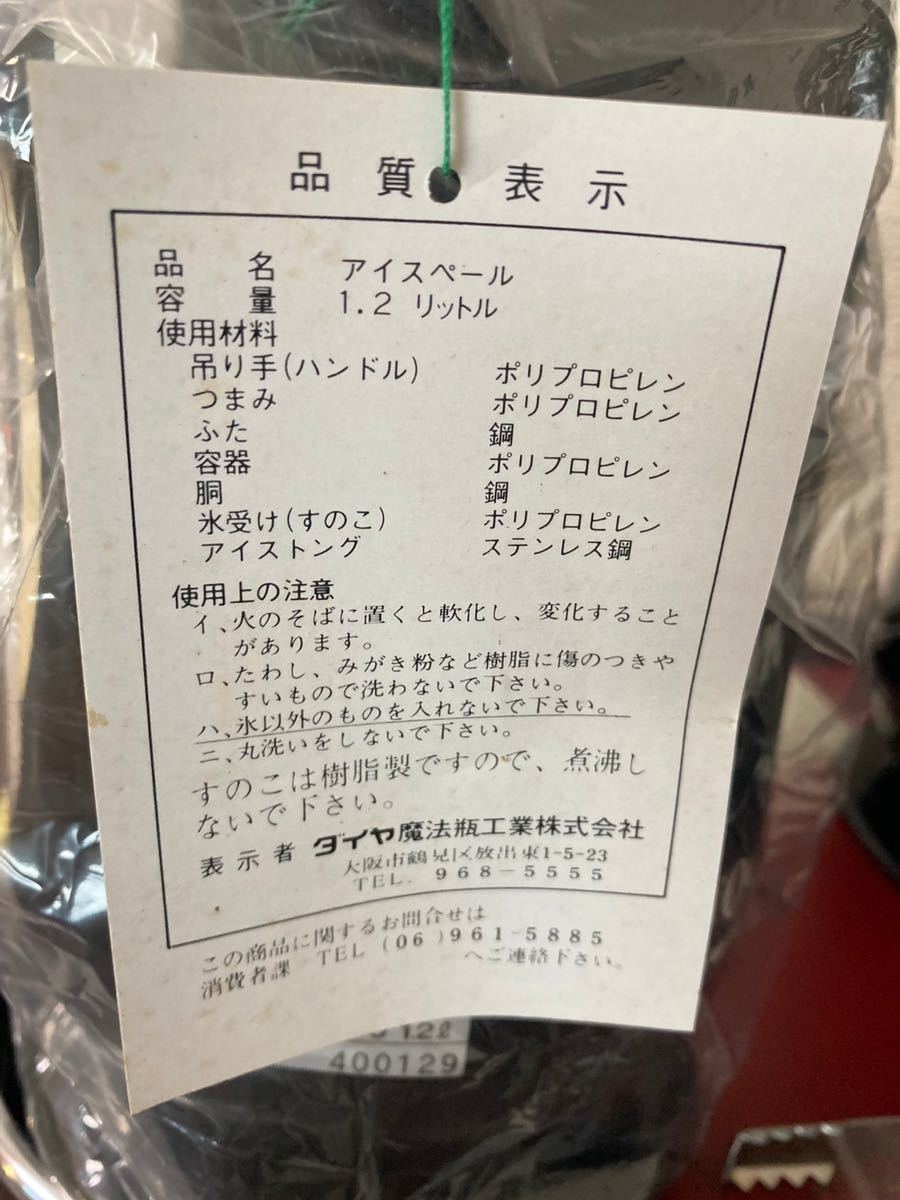 品質表示
品名 アイスペール
容量 1.2 リットル
使用材料
吊り手(ハンドル) ポリプロピレン
つまみ ポリプロピレン
ふた 鋼
容器 ポリプロピレン
胴 鋼
氷受け(すのこ) ポリプロピレン
アイストング ステンレス鋼
使用上の注意
イ、火のそばに置くと軟化し、変化すること
があります。
ロ、たわし、みがき粉など樹脂に傷のつきや
すいもので洗わないで下さい。
ハ、氷以外のものを入れないで下さい。
ニ、丸洗いをしないで下さい。
すのこは樹脂製ですので、煮沸し
ないで下さい。
表示者 ダイヤ魔法瓶工業株式会社
大阪市鶴見区放出東1-5-23
TEL. 968-5555
この商品に関するお問合せは
消費者課 TEL (06)961-5885
へご連絡下さい。
12ℓ
400129